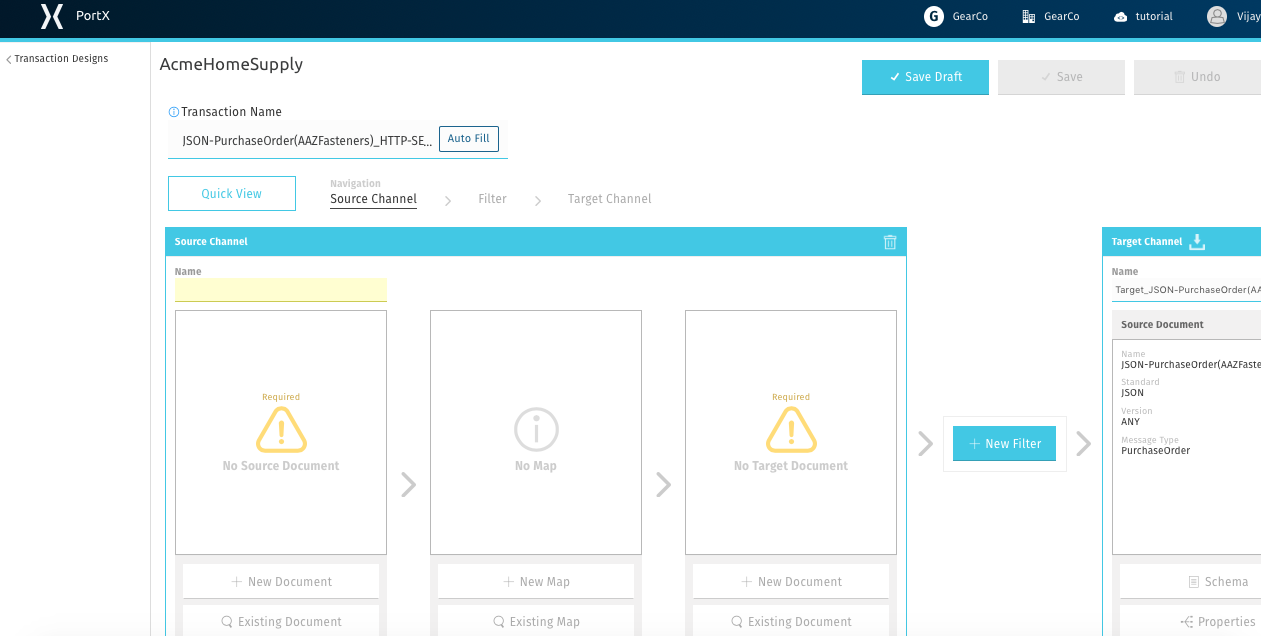 PortX
G GearCo
GearCo
tutorial
Vijay
Transaction Designs
AcmeHomeSupply
Save Draft
Save
Undo
Transaction Name
JSON-PurchaseOrder(AAZFasteners)_HTTP-SE...
Auto Fill
Quick View
Navigation
Source Channel
Filter
Target Channel
Source Channel
Target Channel
Name
Name
Target_JSON-PurchaseOrder(AA
Source Document
Name
JSON-PurchaseOrder(AAZFaste
Standard
JSON
Version
ANY
Message Type
PurchaseOrder
Required
No Source Document
No Map
Required
No Target Document
New Filter
New Document
New Map
New Document
Schema
Existing Document
Existing Map
Existing Document
Properties